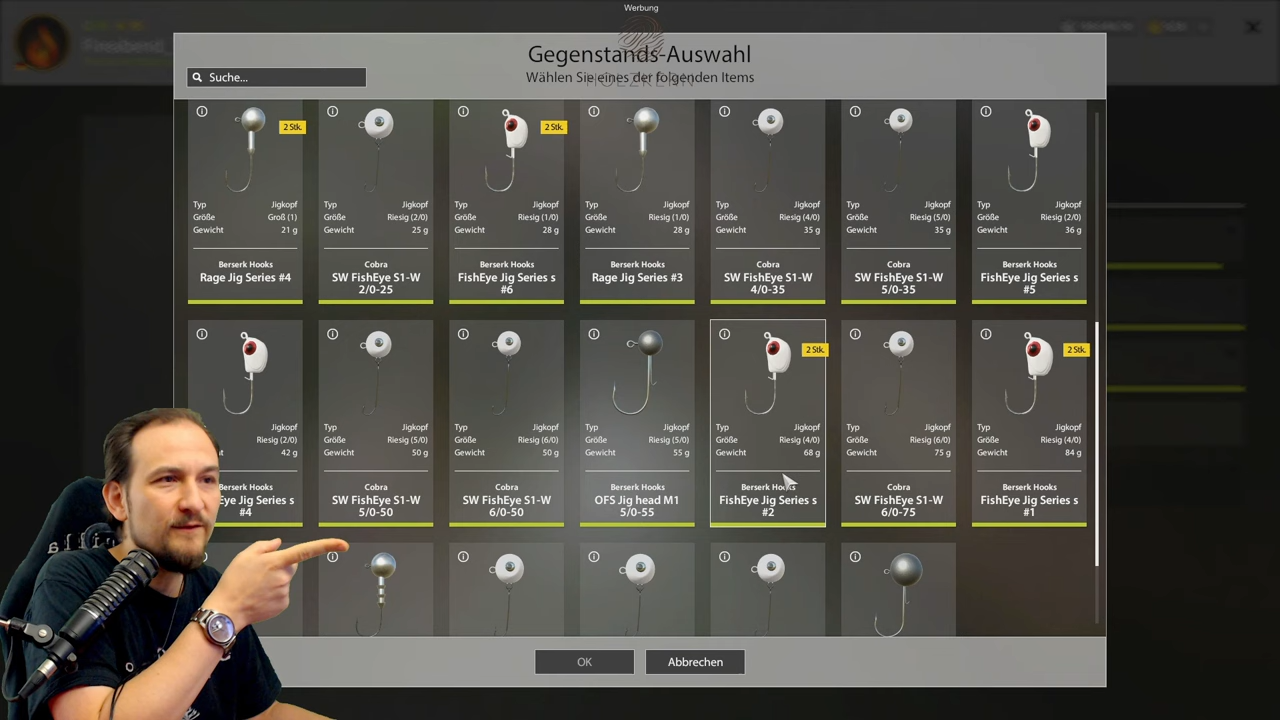 Werbung
Gegenstands-Auswahl
Wählen Sie eines der folgenden Items
HOLZKERN
Suche...
2 Stk.
Typ Jigkopf
Größe Groß (1)
Gewicht 21 g
Berserk Hooks
Rage Jig Series #4
Typ Jigkopf
Größe Riesig (2/0)
Gewicht 25 g
Cobra
SW FishEye S1-W
2/0-25
2 Stk.
Typ Jigkopf
Größe Riesig (1/0)
Gewicht 28 g
Berserk Hooks
FishEye Jig Series s
#6
Typ Jigkopf
Größe Riesig (1/0)
Gewicht 28 g
Berserk Hooks
Rage Jig Series #3
Typ Jigkopf
Größe Riesig (4/0)
Gewicht 35 g
Cobra
SW FishEye S1-W
4/0-35
Typ Jigkopf
Größe Riesig (5/0)
Gewicht 35 g
Cobra
SW FishEye S1-W
5/0-35
Typ Jigkopf
Größe Riesig (2/0)
Gewicht 36 g
Berserk Hooks
FishEye Jig Series s
#5
Typ Jigkopf
Größe Riesig (2/0)
42 g
Berserk Hooks
Eye Jig Series s
#4
Typ Jigkopf
Größe Riesig (5/0)
Gewicht 50 g
Cobra
SW FishEye S1-W
5/0-50
Typ Jigkopf
Größe Riesig (6/0)
Gewicht 50 g
Cobra
SW FishEye S1-W
6/0-50
Typ Jigkopf
Größe Riesig (5/0)
Gewicht 55 g
Berserk Hooks
OFS Jig head M1
5/0-55
2 Stk.
Typ Jigkopf
Größe Riesig (4/0)
Gewicht 68 g
Berserk Hooks
FishEye Jig Series s
#2
Typ Jigkopf
Größe Riesig (6/0)
Gewicht 75 g
Cobra
SW FishEye S1-W
6/0-75
2 Stk.
Typ Jigkopf
Größe Riesig (4/0)
Gewicht 84 g
Berserk Hooks
FishEye Jig Series s
#1
OK
Abbrechen